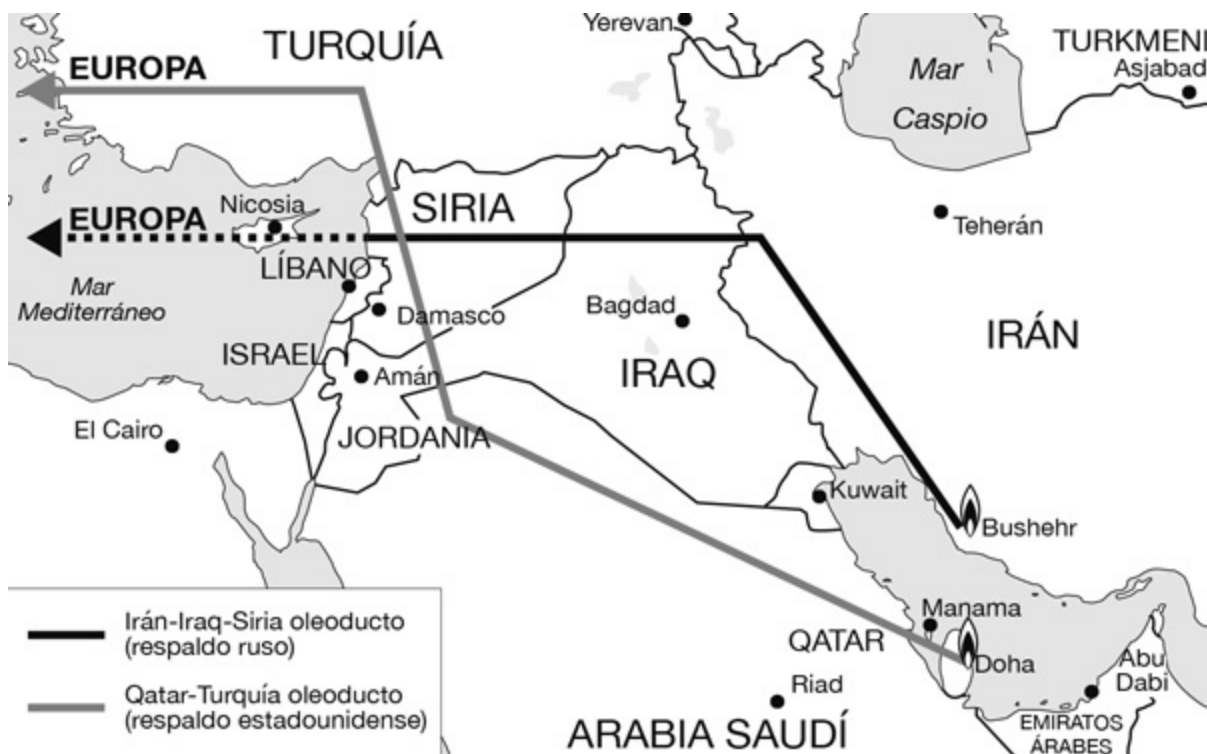 Yerevan
TURQUÍA
TURKMENI
Asjabad
EUROPA
Mar
Caspio
Nicosia
SIRIA
EUROPA
Teherán
LÍBANO
Mar
Mediterráneo
Damasco
Bagdad
IRÁN
ISRAEL
Amán
IRAQ
El Cairo
JORDANIA
Kuwait
Bushehr
Manama
QATAR
Doha
Abu
Dabi
Riad
EMIRATOS
ÁRABES
ARABIA SAUDÍ
Irán-Iraq-Siria oleoducto
(respaldo ruso)
Qatar-Turquía oleoducto
(respaldo estadounidense)